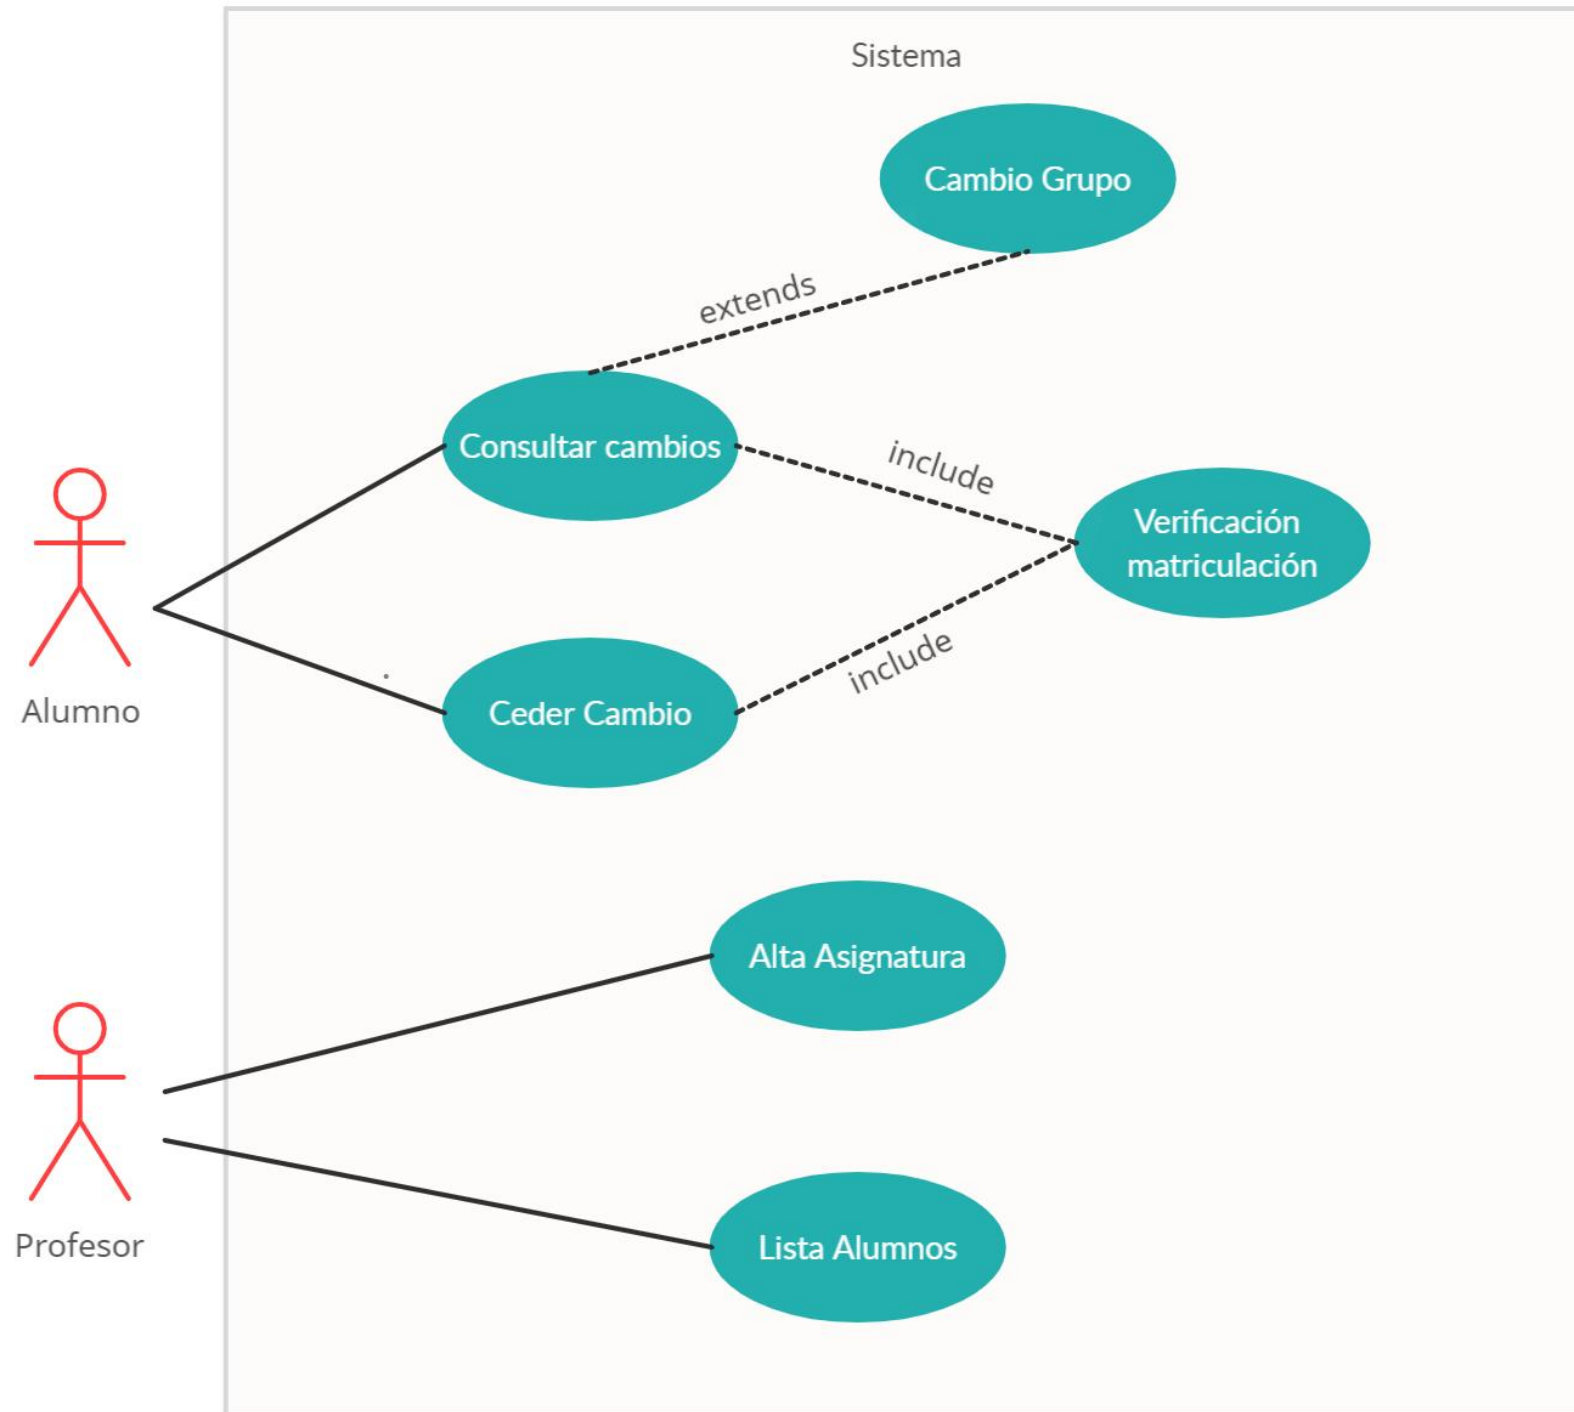 Sistema
Cambio Grupo
extends
Consultar cambios
include
Verificación
matriculación
include
Ceder Cambio
Alumno
Alta Asignatura
Profesor
Lista Alumnos